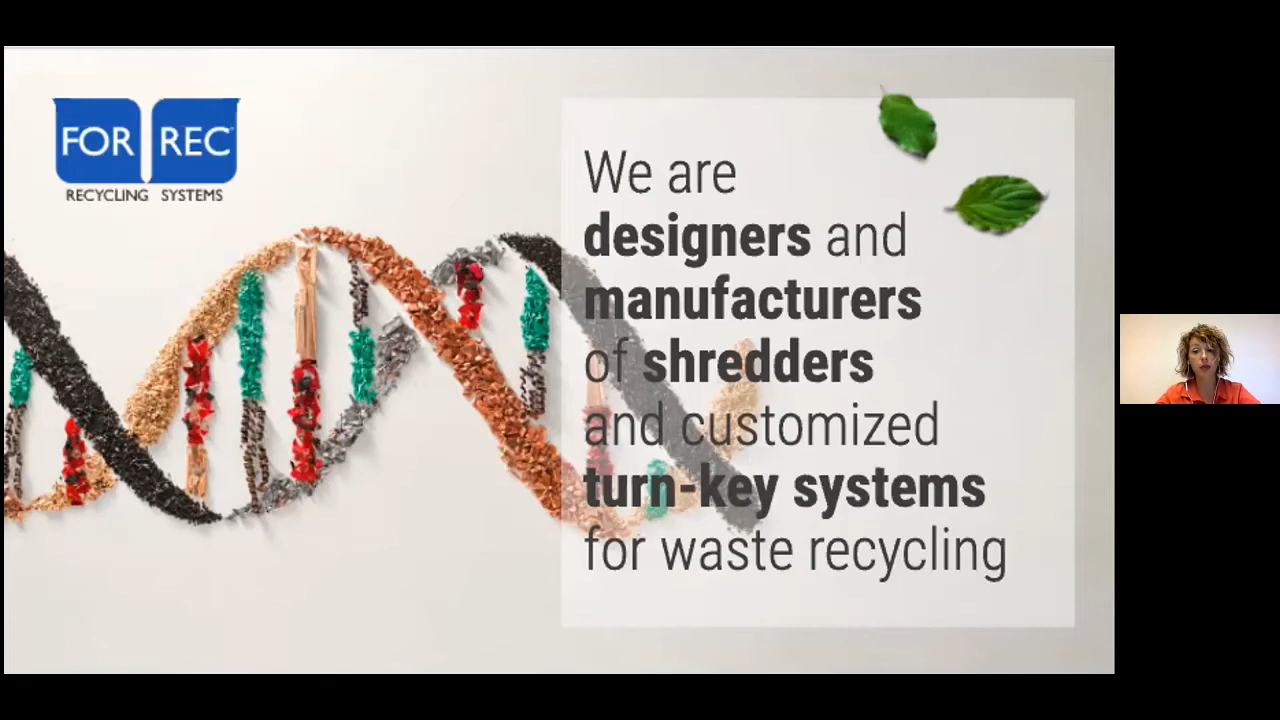 FOR REC
RECYCLING SYSTEMS
We are
designers and
manufacturers
of shredders
and customized
turn-key systems
for waste recycling